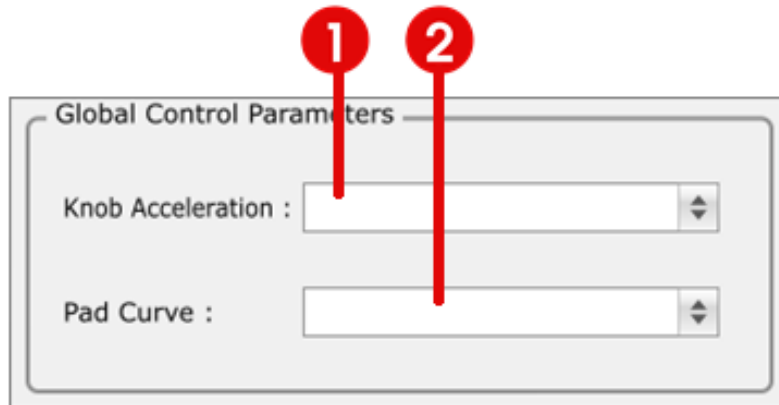 1 2
Global Control Parameters
Knob Acceleration :
Pad Curve :